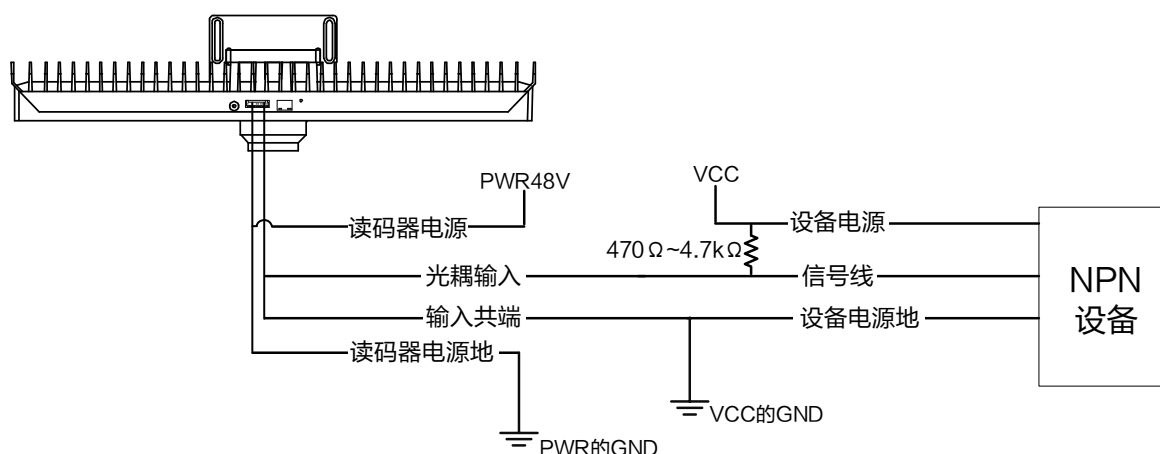 PWR48V
VCC
读码器电源
设备电源
470Ω~4.7kΩ
光耦输入
信号线
NPN
设备
输入共端
设备电源地
读码器电源地
VCC的GND
PWR的GND